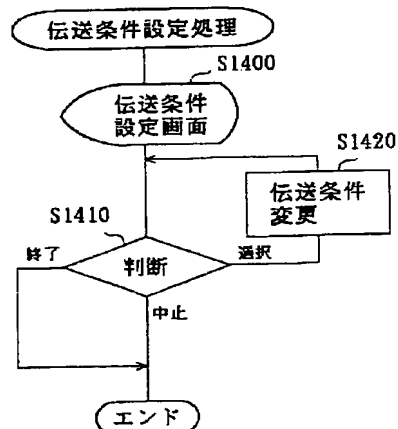 伝送条件設定処理
S1400
伝送条件
設定画面
S1420
伝送条件
変更
S1410
終了
判断
選択
中止
エンド